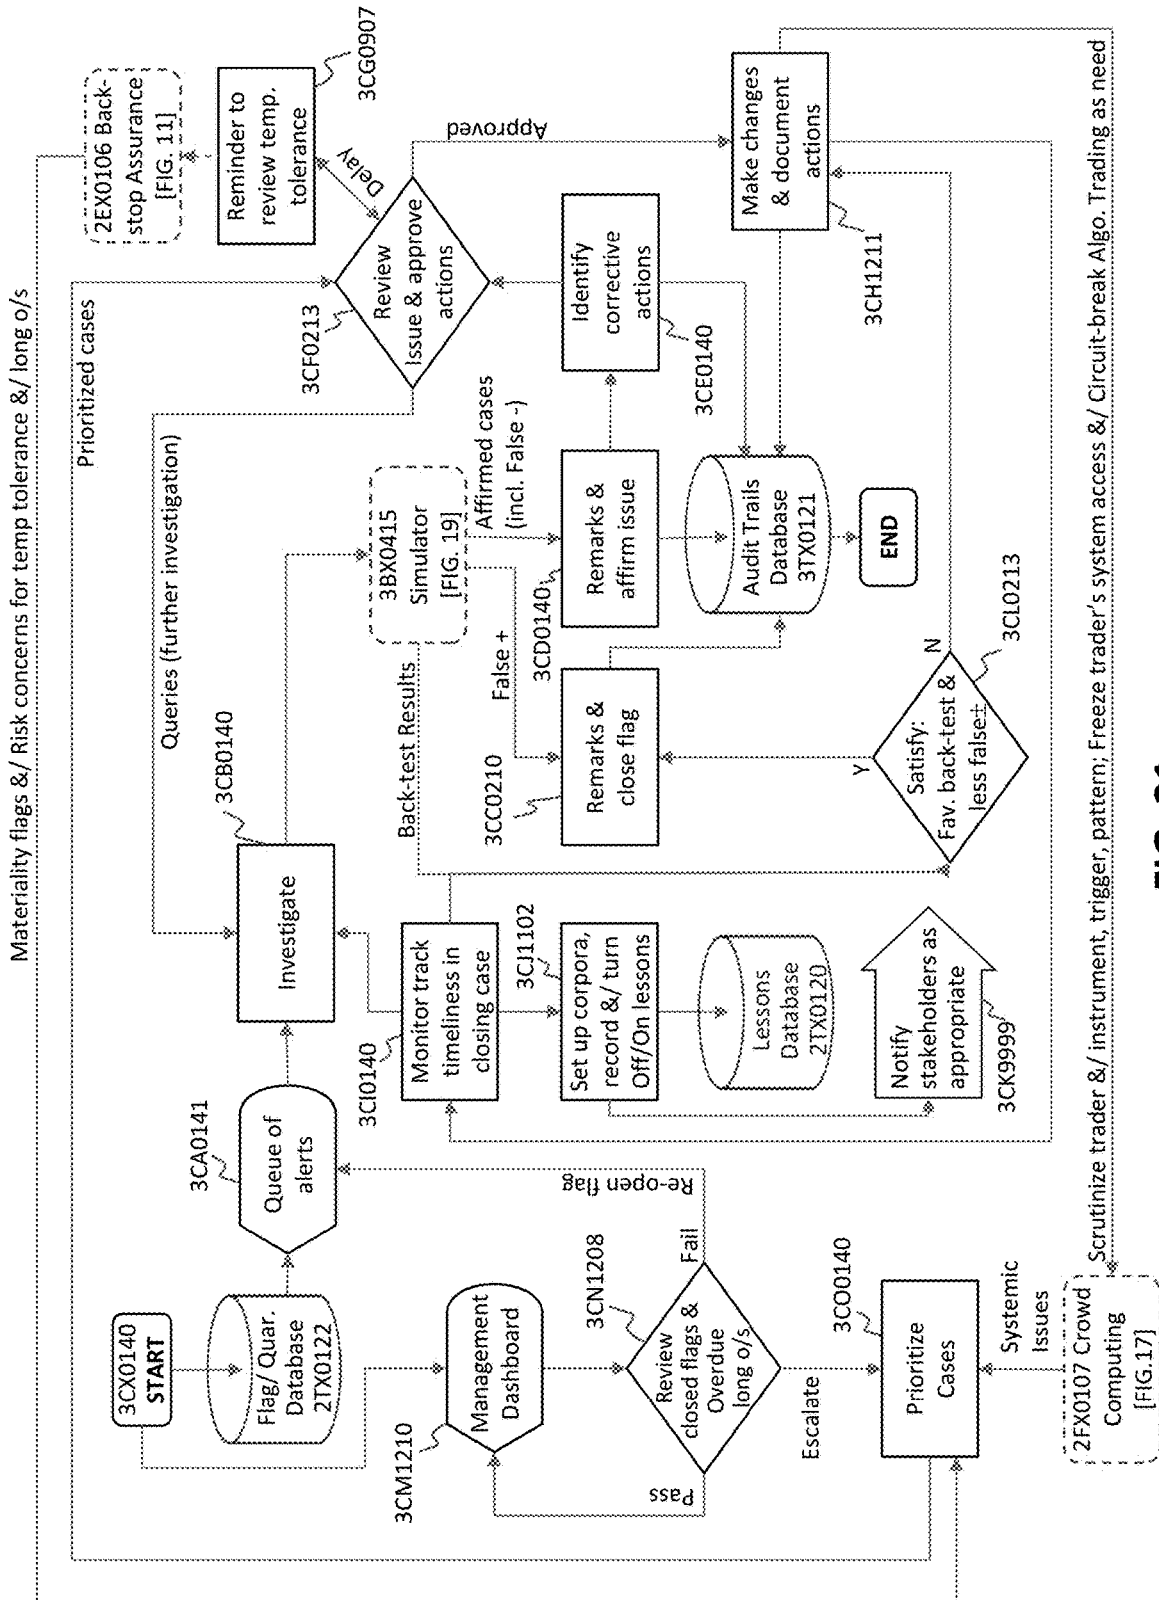 Materiality flags &/ Risk concerns for temp tolerance &/ long o/s
Prioritized cases
Queries (further investigation)
3CX0140
START
Flag/ Quar.
Database
2TX0122
3CA0141
Queue of
alerts
3CB0140
Investigate
2EX0106 Back-
stop Assurance
[FIG. 11]
Reminder to
review temp.
tolerance
3CG0907
Delay
3CF0213
Review
Issue & approve
actions
Approved
3BX0415
Simulator
[FIG. 19]
Back-test Results
False +
Affirmed cases
(incl. False -)
3CI0140
Monitor track
timeliness in
closing case
3CM1210
Management
Dashboard
3CJ1102
Set up corpora,
record &/ turn
Off/On lessons
3CC0210
Remarks &
close flag
3CD0140
Remarks &
affirm issue
Identify
corrective
actions
3CE0140
Re-open flag
3CN1208
Review
closed flags &
Overdue
long o/s
Pass
Fail
Escalate
Lessons
Database
2TX0120
Audit Trails
Database
3TX0121
Make changes
& document
actions
3CH1211
3CO0140
Prioritize
Cases
Notify
stakeholders as
appropriate
3CK9999
Y
N
Satisfy:
Fav. back-test &
less false±
3CL0213
END
Systemic
Issues
2FX0107 Crowd
Computing
[FIG.17]
Scrutinize trader &/ instrument, trigger, pattern; Freeze trader's system access &/ Circuit-break Algo. Trading as need